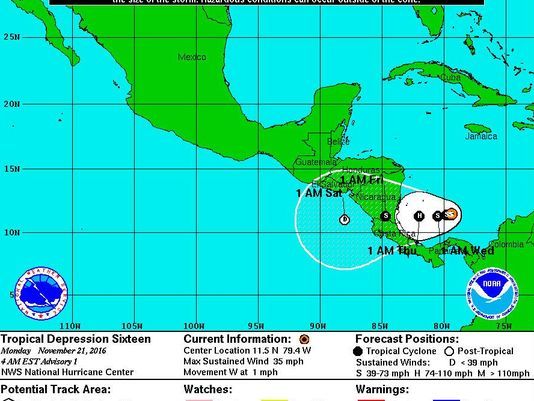 the size of the storm. Hazardous conditions can occur outside of the cone.
25N
Mexico
Cuba
20N
Belize
Jamaica
Guatemala
15N
Honduras
El Salvador
1 AM Fri
1 AM Sat
Nicaragua
D
S
H
S
10N
Costa Rica
1 AM Thu
1 AM Wed
Colombia
NOAA
5N
110W
105W
100W
95W
90W
85W
80W
75W
Tropical Depression Sixteen
Monday November 21, 2016
4 AM EST Advisory 1
NWS National Hurricane Center
Current Information:
Center Location 11.5 N 79.4 W
Max Sustained Wind 35 mph
Movement W at 1 mph
Forecast Positions:
Tropical Cyclone Post-Tropical
Sustained Winds: D < 39 mph
S 39-73 mph H 74-110 mph M > 110mph
Potential Track Area:
Watches:
Warnings: